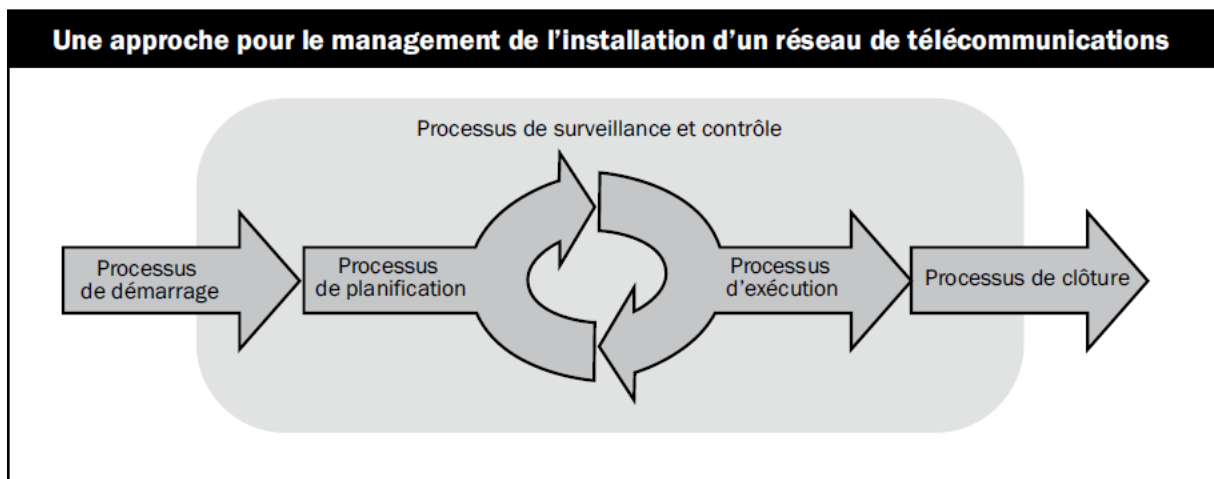 Une approche pour le management de l’installation d’un réseau de télécommunications
Processus de surveillance et contrôle
Processus
de démarrage
Processus
de planification
Processus
d’exécution
Processus de clôture